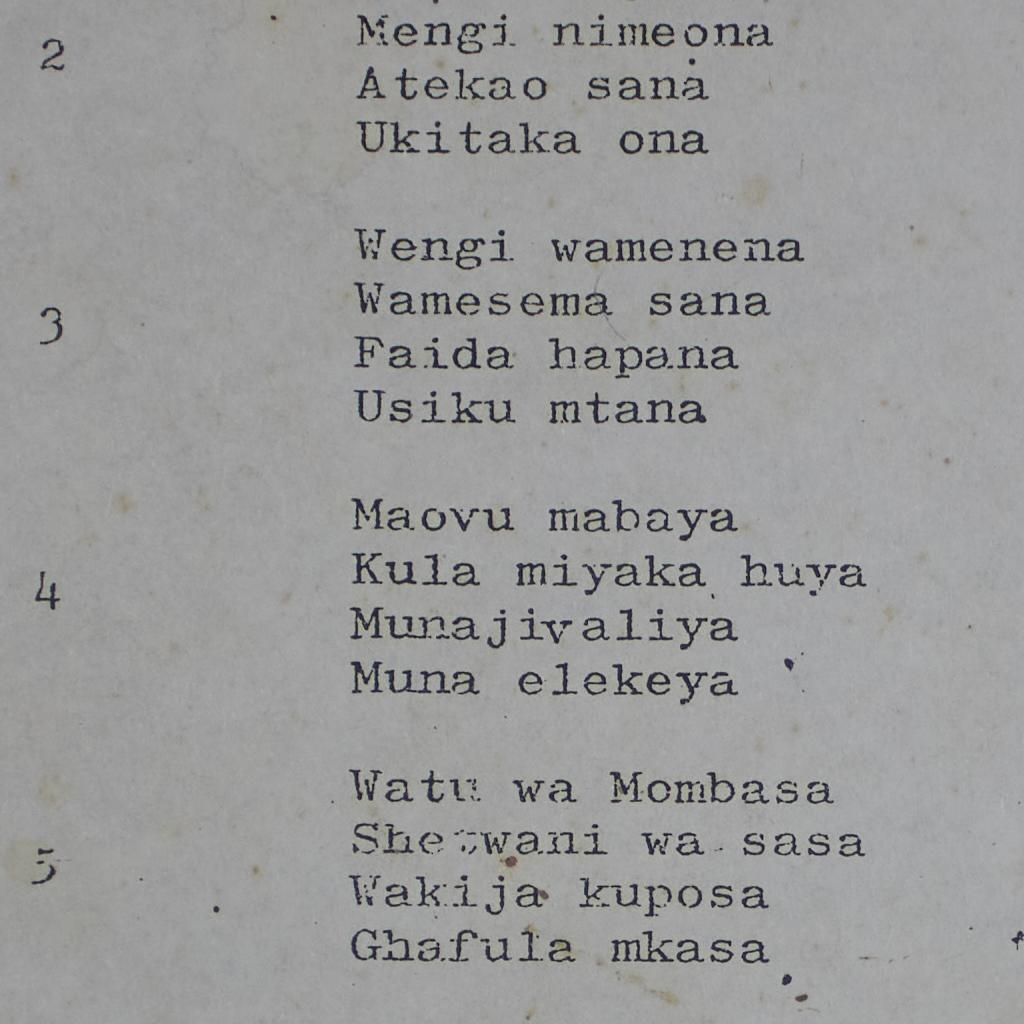 2
Mengi nimeona
Atekao sana
Ukitaka ona
3
Wengi wamenena
Wamesema sana
Faida hapana
Usiku mtana
4
Maovu mabaya
Kula miyaka huya
Munajivaliya
Muna elekeya
5
Watu wa Mombasa
wa sasa
Wakija kuposa
Ghafula mkasa